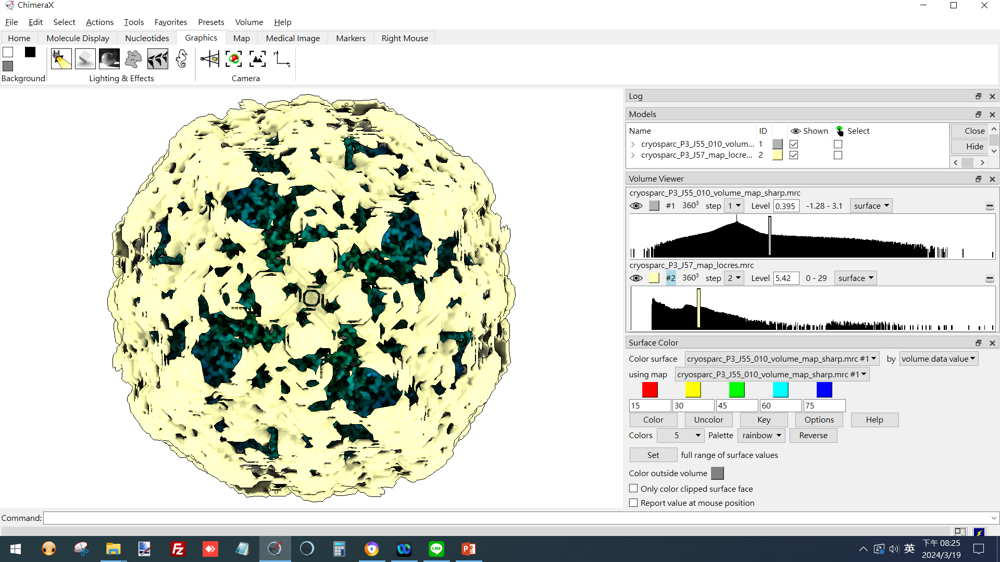 ChimeraX
File Edit Select Actions Tools Favorites Presets Volume Help
Home Molecule Display Nucleotides Graphics Map Medical Image Markers Right Mouse
Background Lighting & Effects Camera
y
x
Log
Models
Name ID Shown Select
cryosparc_P3_J55_010_volum... 1
cryosparc_P3_J57_map_locre... 2
Close
Hide
Volume Viewer
cryosparc_P3_J55_010_volume_map_sharp.mrc
#1 360³ step 1 Level 0.395 -1.28 - 3.1 surface
cryosparc_P3_J57_map_locres.mrc
#2 360³ step 2 Level 5.42 0 - 29 surface
Surface Color
Color surface cryosparc_P3_J55_010_volume_map_sharp.mrc #1 by volume data value
using map cryosparc_P3_J55_010_volume_map_sharp.mrc #1
15 30 45 60 75
Color Uncolor Key Options Help
Colors 5 Palette rainbow Reverse
Set full range of surface values
Color outside volume
Only color clipped surface face
Report value at mouse position
Command:
FZ
LINE
P
英
下午 08:25
2024/3/19